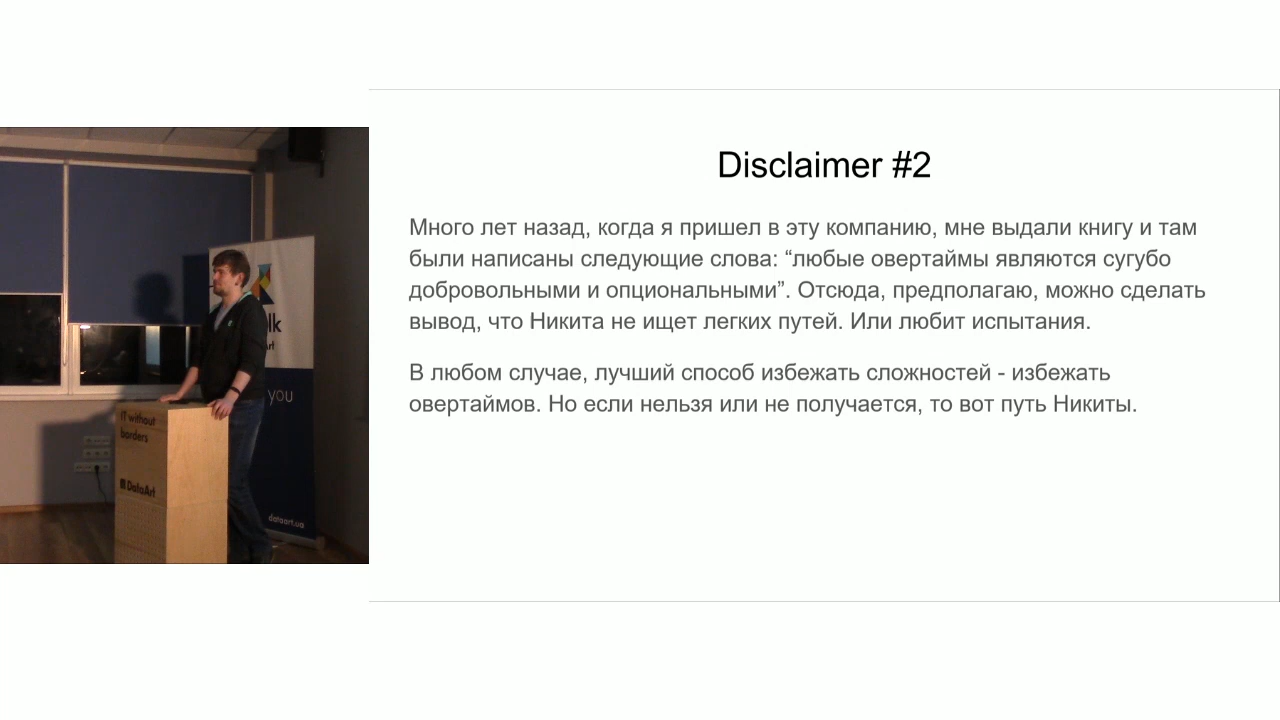 Disclaimer #2
Много лет назад, когда я пришел в эту компанию, мне выдали книгу и там
были написаны следующие слова: “любые овертаймы являются сугубо
добровольными и опциональными”. Отсюда, предполагаю, можно сделать
вывод, что Никита не ищет легких путей. Или любит испытания.
В любом случае, лучший способ избежать сложностей - избежать
овертаймов. Но если нельзя или не получается, то вот путь Никиты.
you
IT without
borders
DataArt
dataart.ua